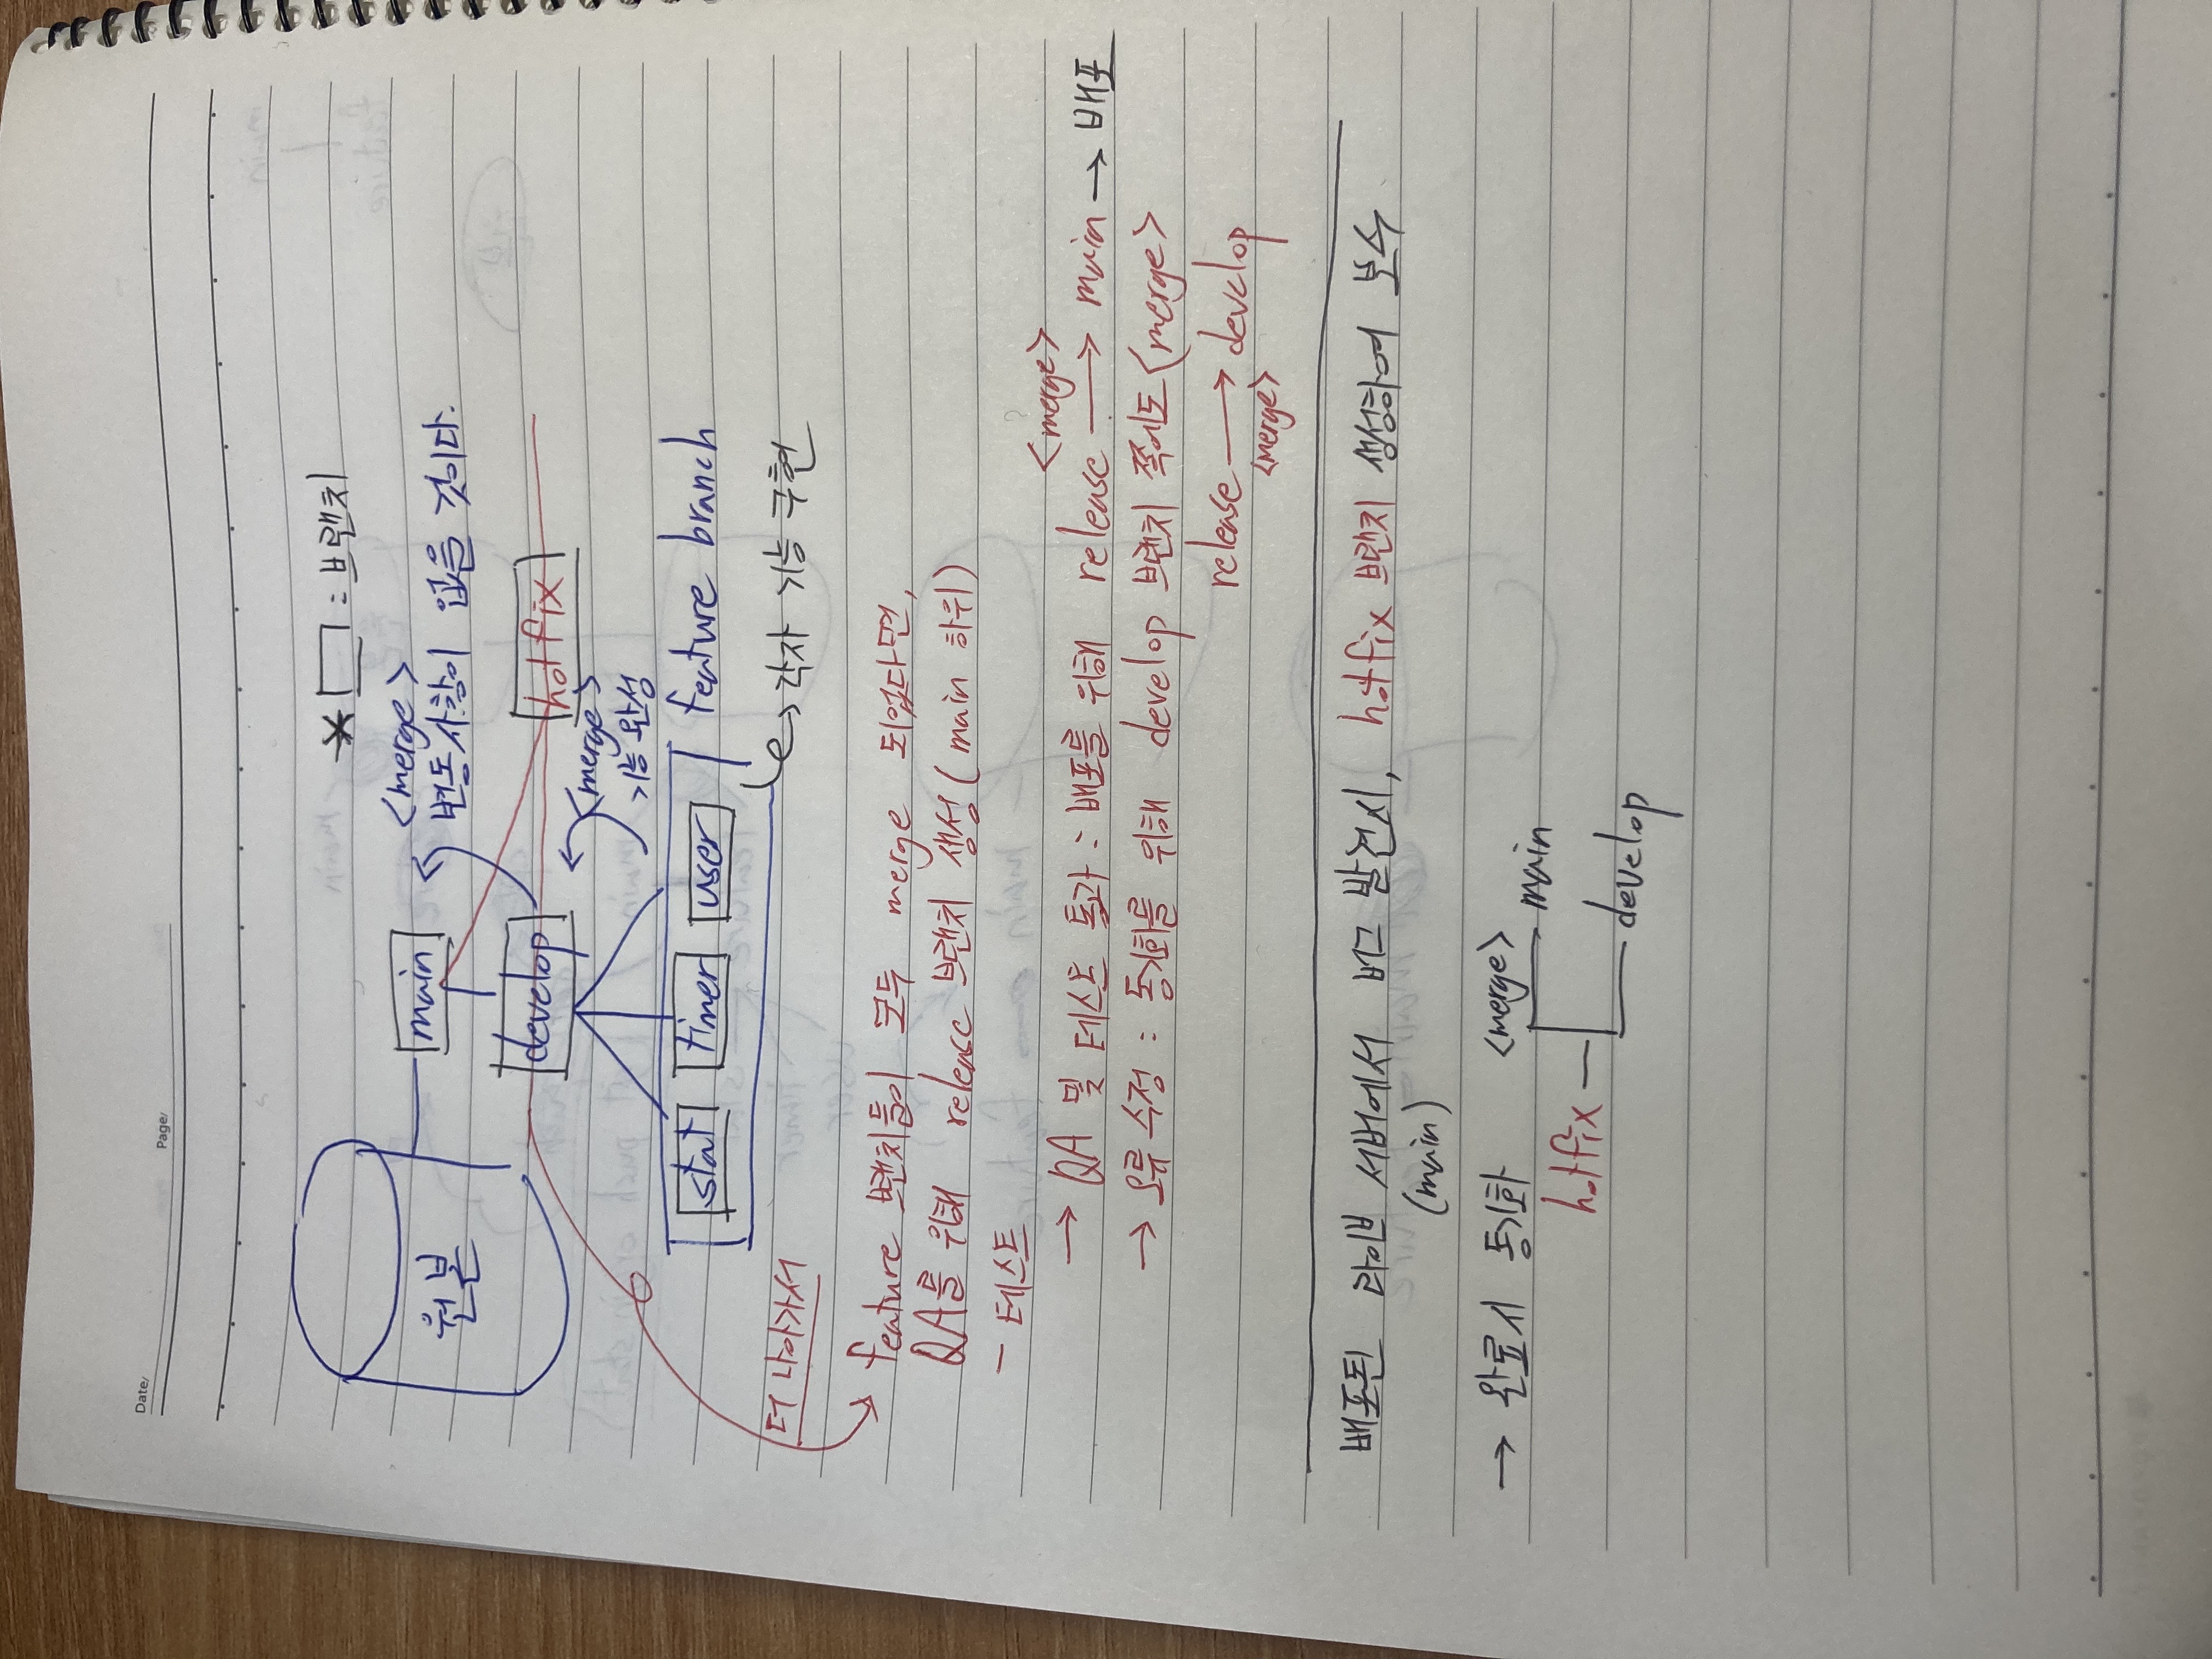 Date/
Page/
* □ : 브랜치
<merge>
원본
main
변동사항이 없을 것이다.
develop
hotfix
<merge>
기능 완성
stat
timer
user
feature branch
더 나아가서
→ 각자 기능 구현
→ feature 브랜치들이 모두 merge 되었다면,
QA를 위해 release 브랜치 생성 (main 하위)
- 테스트
<merge>
→ QA 및 테스트 통과 : 배포를 위해 release → main → 배포
→ 오류 수정 : 동기화를 위해 develop 브랜치 쪽에도 <merge>
release → develop
<merge>
배포된 라이브 서버에서 버그 발견시, hotfix 브랜치 생성하여 보수
(main)
→ 완료시 동기화
<merge>
main
hotfix
develop